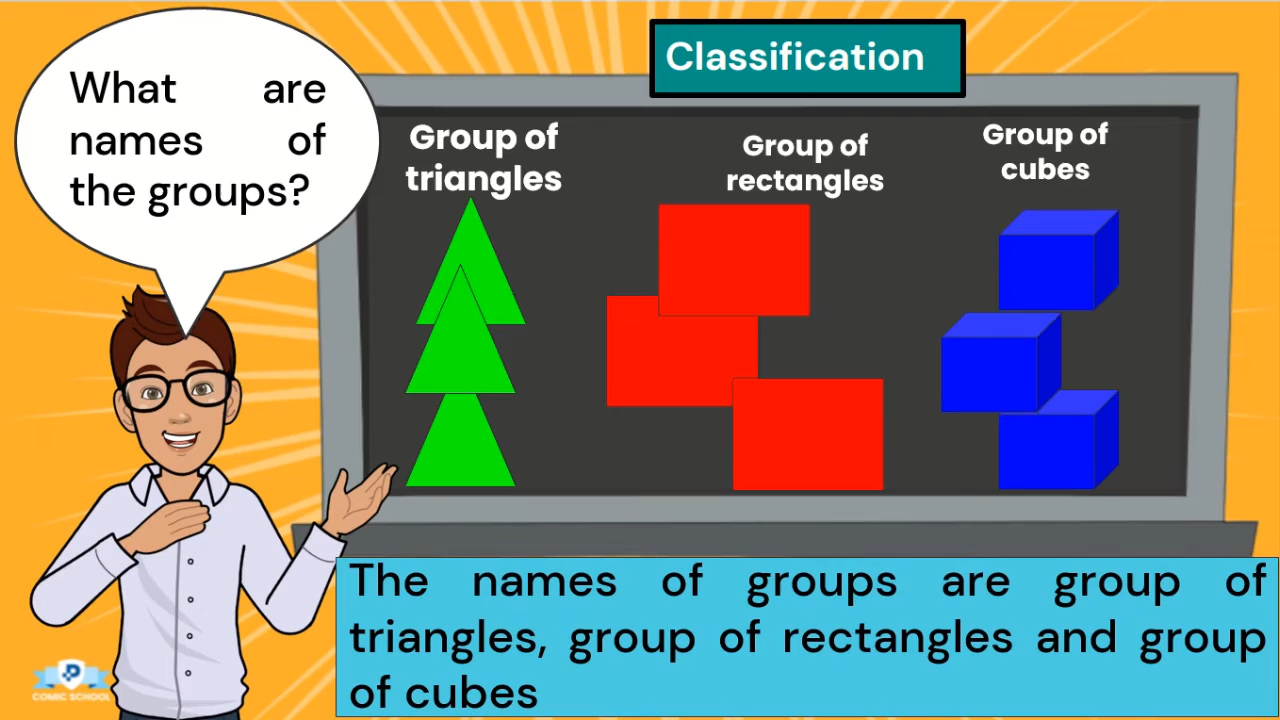 Classification
What are
names of
the groups?
Group of
triangles
Group of
rectangles
Group of
cubes
The names of groups are group of
triangles, group of rectangles and group
of cubes
COMIC SCHOOL